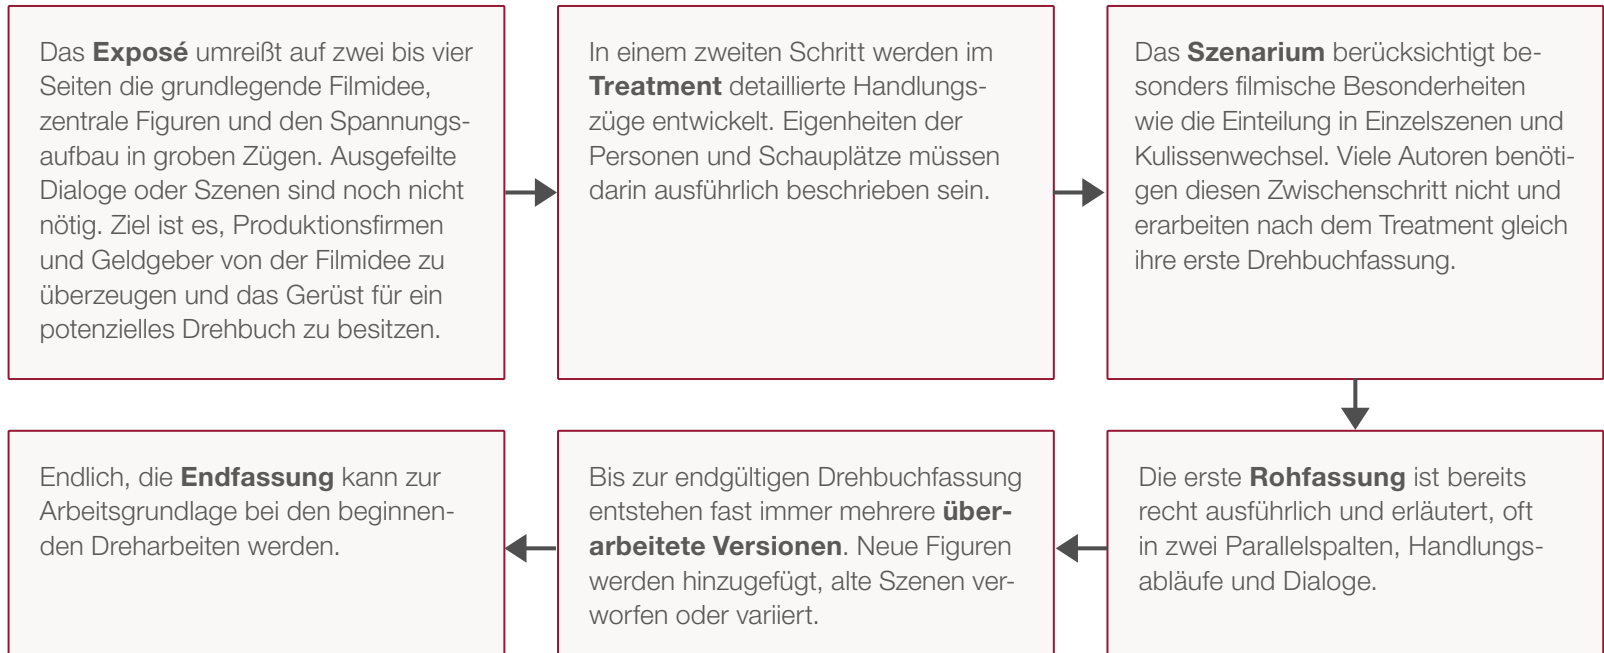 Das Exposé umreißt auf zwei bis vier
Seiten die grundlegende Filmidee,
zentrale Figuren und den Spannungs-
aufbau in groben Zügen. Ausgefeilte
Dialoge oder Szenen sind noch nicht
nötig. Ziel ist es, Produktionsfirmen
und Geldgeber von der Filmidee zu
überzeugen und das Gerüst für ein
potenzielles Drehbuch zu besitzen.
In einem zweiten Schritt werden im
Treatment detaillierte Handlungs-
züge entwickelt. Eigenheiten der
Personen und Schauplätze müssen
darin ausführlich beschrieben sein.
Das Szenarium berücksichtigt be-
sonders filmische Besonderheiten
wie die Einteilung in Einzelszenen und
Kulissenwechsel. Viele Autoren benöti-
gen diesen Zwischenschritt nicht und
erarbeiten nach dem Treatment gleich
ihre erste Drehbuchfassung.
Die erste Rohfassung ist bereits
recht ausführlich und erläutert, oft
in zwei Parallelspalten, Handlungs-
abläufe und Dialoge.
Bis zur endgültigen Drehbuchfassung
entstehen fast immer mehrere über-
arbeitete Versionen. Neue Figuren
werden hinzugefügt, alte Szenen ver-
worfen oder variiert.
Endlich, die Endfassung kann zur
Arbeitsgrundlage bei den beginnen-
den Dreharbeiten werden.